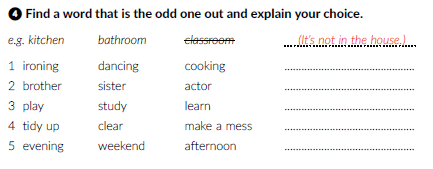 4 Find a word that is the odd one out and explain your choice.
e.g. kitchen bathroom classroom (It's not in the house.)
1 ironing dancing cooking
2 brother sister actor
3 play study learn
4 tidy up clear make a mess
5 evening weekend afternoon